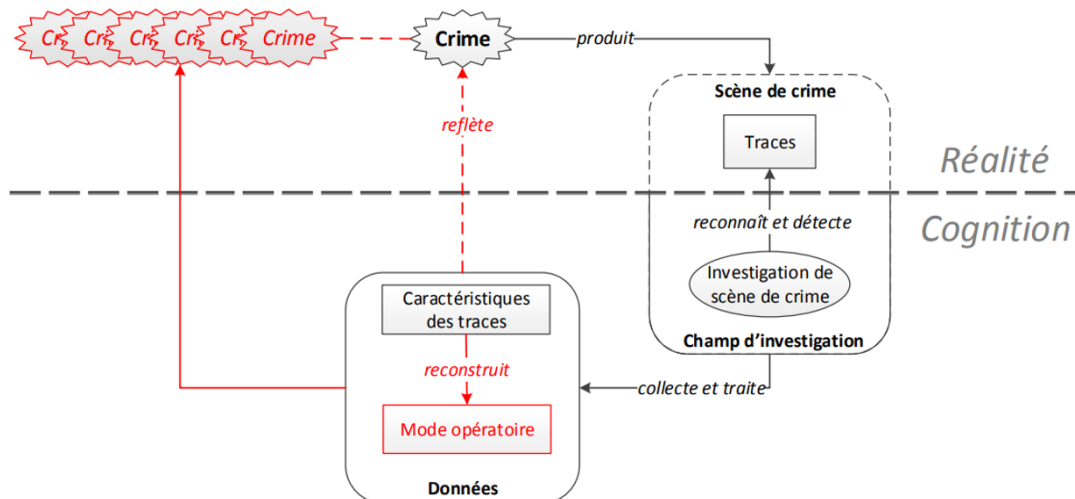 Cr Cr Cr Cr Cr Crime
Crime
produit
Scène de crime
Traces
reflète
Réalité
Cognition
reconnaît et détecte
Investigation de
scène de crime
Champ d'investigation
Caractéristiques
des traces
reconstruit
collecte et traite
Mode opératoire
Données